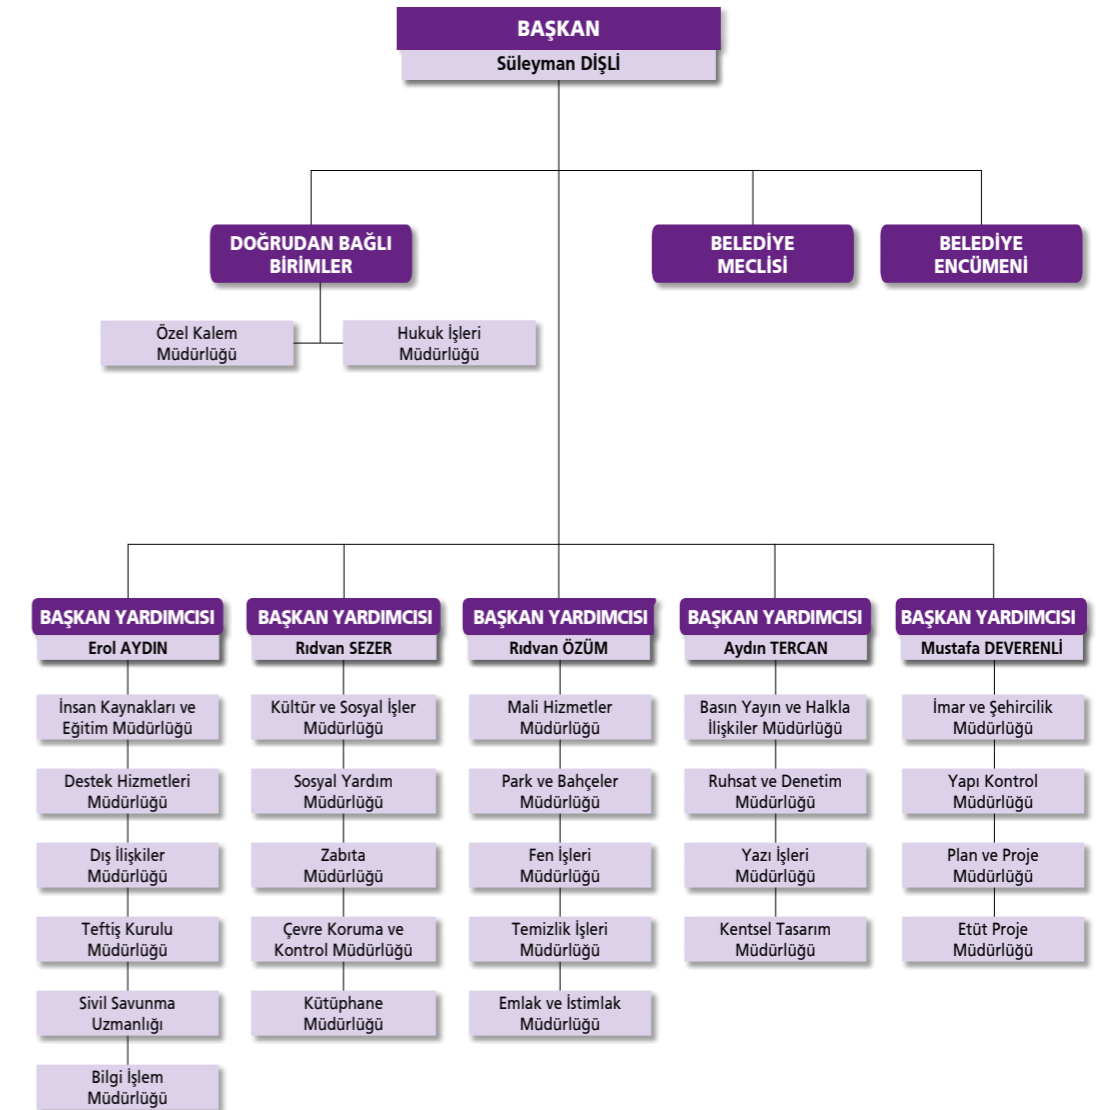 BAŞKAN
Süleyman DİŞLİ
DOĞRUDAN BAĞLI
BİRİMLER
BELEDİYE
MECLİSİ
BELEDİYE
ENCÜMENİ
Özel Kalem
Müdürlüğü
Hukuk İşleri
Müdürlüğü
BAŞKAN YARDIMCISI
Erol AYDIN
İnsan Kaynakları ve
Eğitim Müdürlüğü
Destek Hizmetleri
Müdürlüğü
Dış İlişkiler
Müdürlüğü
Teftiş Kurulu
Müdürlüğü
Sivil Savunma
Uzmanlığı
Bilgi İşlem
Müdürlüğü
BAŞKAN YARDIMCISI
Rıdvan SEZER
Kültür ve Sosyal İşler
Müdürlüğü
Sosyal Yardım
Müdürlüğü
Zabıta
Müdürlüğü
Çevre Koruma ve
Kontrol Müdürlüğü
Kütüphane
Müdürlüğü
BAŞKAN YARDIMCISI
Rıdvan ÖZÜM
Mali Hizmetler
Müdürlüğü
Park ve Bahçeler
Müdürlüğü
Fen İşleri
Müdürlüğü
Temizlik İşleri
Müdürlüğü
Emlak ve İstimlak
Müdürlüğü
BAŞKAN YARDIMCISI
Aydın TERCAN
Basın Yayın ve Halkla
İlişkiler Müdürlüğü
Ruhsat ve Denetim
Müdürlüğü
Yazı İşleri
Müdürlüğü
Kentsel Tasarım
Müdürlüğü
BAŞKAN YARDIMCISI
Mustafa DEVERENLİ
İmar ve Şehircilik
Müdürlüğü
Yapı Kontrol
Müdürlüğü
Plan ve Proje
Müdürlüğü
Etüt Proje
Müdürlüğü